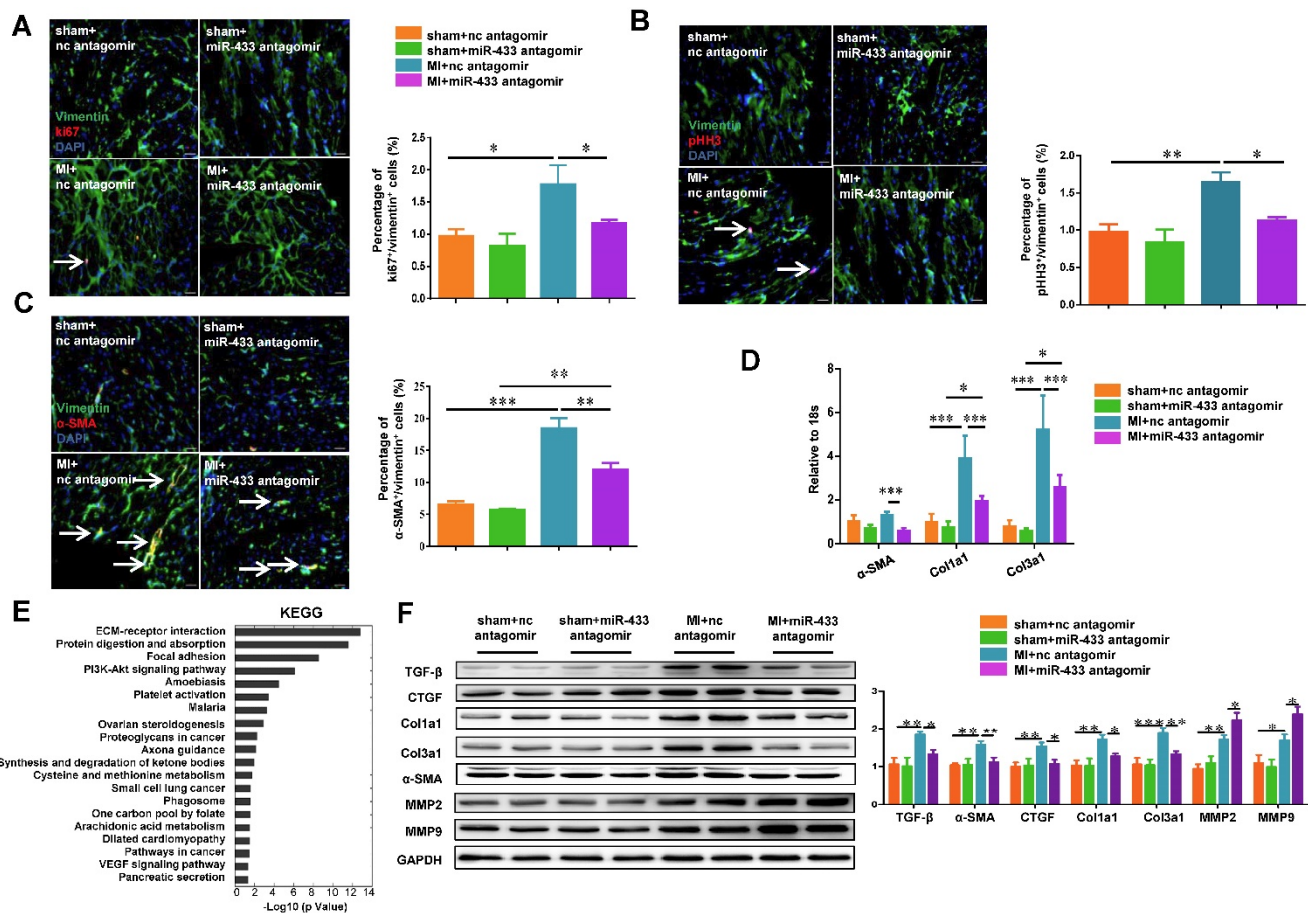 A
sham+
nc antagomir
sham+
miR-433 antagomir
Vimentin
ki67
DAPI
MI+
nc antagomir
MI+
miR-433 antagomir
sham+nc antagomir
sham+miR-433 antagomir
MI+nc antagomir
MI+miR-433 antagomir
Percentage of
ki67+/vimentin+ cells (%)
2.5
2.0
1.5
1.0
0.5
0.0
*
*
B
sham+
nc antagomir
sham+
miR-433 antagomir
Vimentin
pHH3
DAPI
MI+
nc antagomir
MI+
miR-433 antagomir
Percentage of
pHH3+/vimentin+ cells (%)
2.0
1.5
1.0
0.5
0.0
**
*
C
sham+
nc antagomir
sham+
miR-433 antagomir
Vimentin
α-SMA
DAPI
MI+
nc antagomir
MI+
miR-433 antagomir
Percentage of
α-SMA+/vimentin+ cells (%)
25
20
15
10
5
0
**
***
**
D
Relative to 18s
8
6
4
2
0
***
*
***
***
*
***
***
α-SMA
Col1a1
Col3a1
sham+nc antagomir
sham+miR-433 antagomir
MI+nc antagomir
MI+miR-433 antagomir
E
KEGG
ECM-receptor interaction
Protein digestion and absorption
Focal adhesion
PI3K-Akt signaling pathway
Amoebiasis
Platelet activation
Malaria
Ovarian steroidogenesis
Proteoglycans in cancer
Axona guidance
Synthesis and degradation of ketone bodies
Cysteine and methionine metabolism
Small cell lung cancer
Phagosome
One carbon pool by folate
Arachidonic acid metabolism
Dilated cardiomyopathy
Pathways in cancer
VEGF signaling pathway
Pancreatic secretion
0 2 4 6 8 10 12 14
-Log10 (p Value)
F
sham+nc
antagomir
sham+miR-433
antagomir
MI+nc
antagomir
MI+miR-433
antagomir
TGF-β
CTGF
Col1a1
Col3a1
α-SMA
MMP2
MMP9
GAPDH
sham+nc antagomir
sham+miR-433 antagomir
MI+nc antagomir
MI+miR-433 antagomir
3
2
1
0
** * ** ** ** * ** * *** ** ** * * *
TGF-β α-SMA CTGF Col1a1 Col3a1 MMP2 MMP9